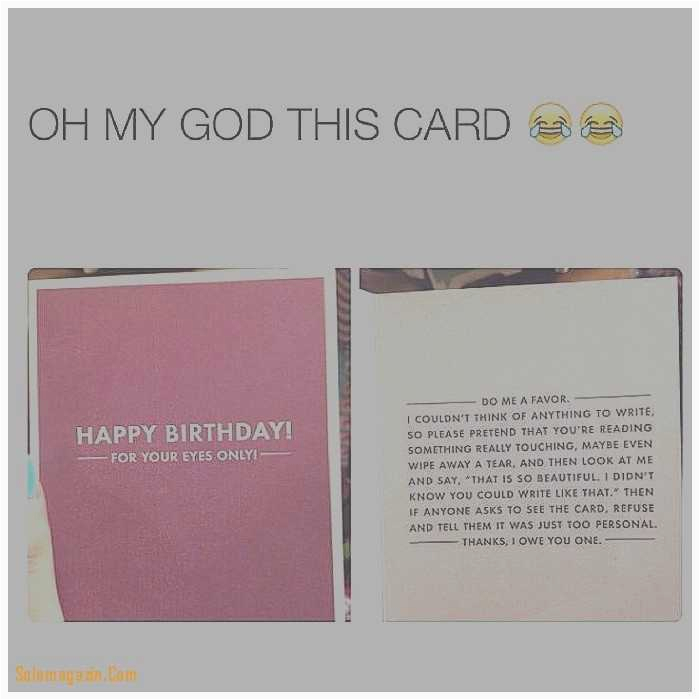 OH MY GOD THIS CARD 😂😂
HAPPY BIRTHDAY!
FOR YOUR EYES ONLY!
DO ME A FAVOR.
I COULDN'T THINK OF ANYTHING TO WRITE,
SO PLEASE PRETEND THAT YOU'RE READING
SOMETHING REALLY TOUCHING, MAYBE EVEN
WIPE AWAY A TEAR, AND THEN LOOK AT ME
AND SAY, "THAT IS SO BEAUTIFUL. I DIDN'T
KNOW YOU COULD WRITE LIKE THAT." THEN
IF ANYONE ASKS TO SEE THE CARD, REFUSE
AND TELL THEM IT WAS JUST TOO PERSONAL.
THANKS, I OWE YOU ONE.
Solomagazin.Com